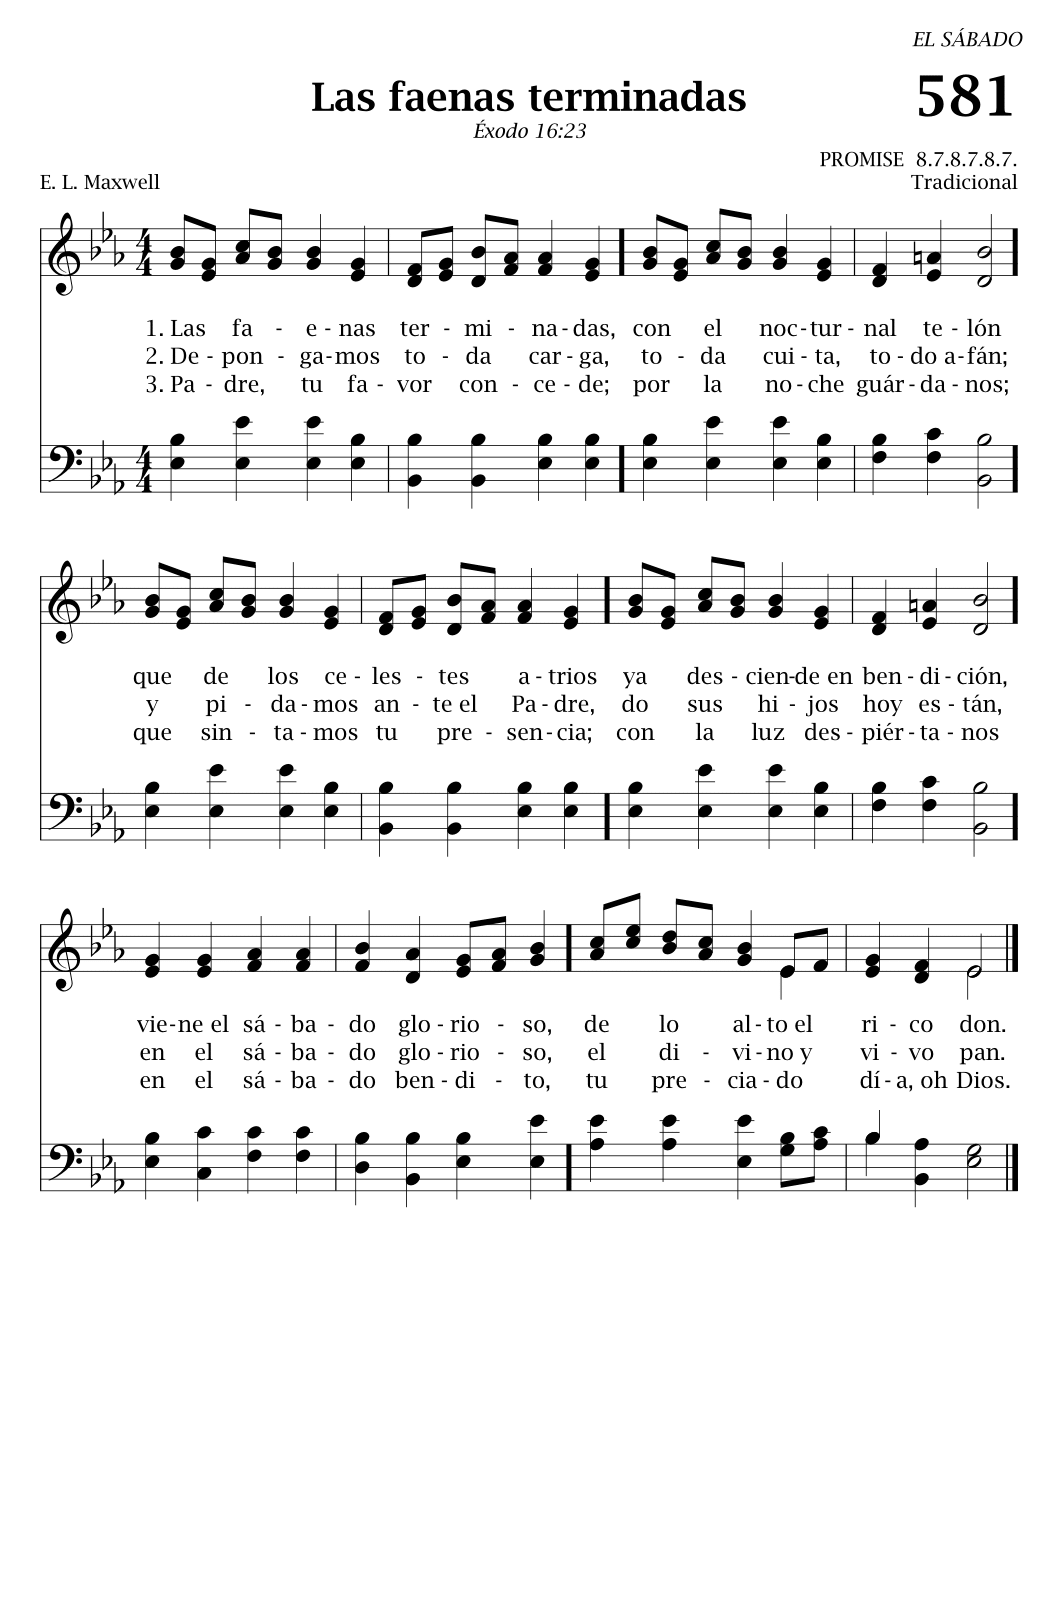 EL SÁBADO
Las faenas terminadas
581
Éxodo 16:23
PROMISE 8.7.8.7.8.7.
E. L. Maxwell
Tradicional
1. Las fa - e - nas ter - mi - na - das, con el noc - tur - nal te - lón
2. De - pon - ga - mos to - da car - ga, to - da cui - ta, to - do a - fán;
3. Pa - dre, tu fa - vor con - ce - de; por la no - che guár - da - nos;
que de los ce - les - tes a - trios ya des - cien - de en ben - di - ción,
y pi - da - mos an - te el Pa - dre, do sus hi - jos hoy es - tán,
que sin - ta - mos tu pre - sen - cia; con la luz des - piér - ta - nos
vie - ne el sá - ba - do glo - rio - so, de lo al - to el ri - co don.
en el sá - ba - do glo - rio - so, el di - vi - no y vi - vo pan.
en el sá - ba - do ben - di - to, tu pre - cia - do dí - a, oh Dios.